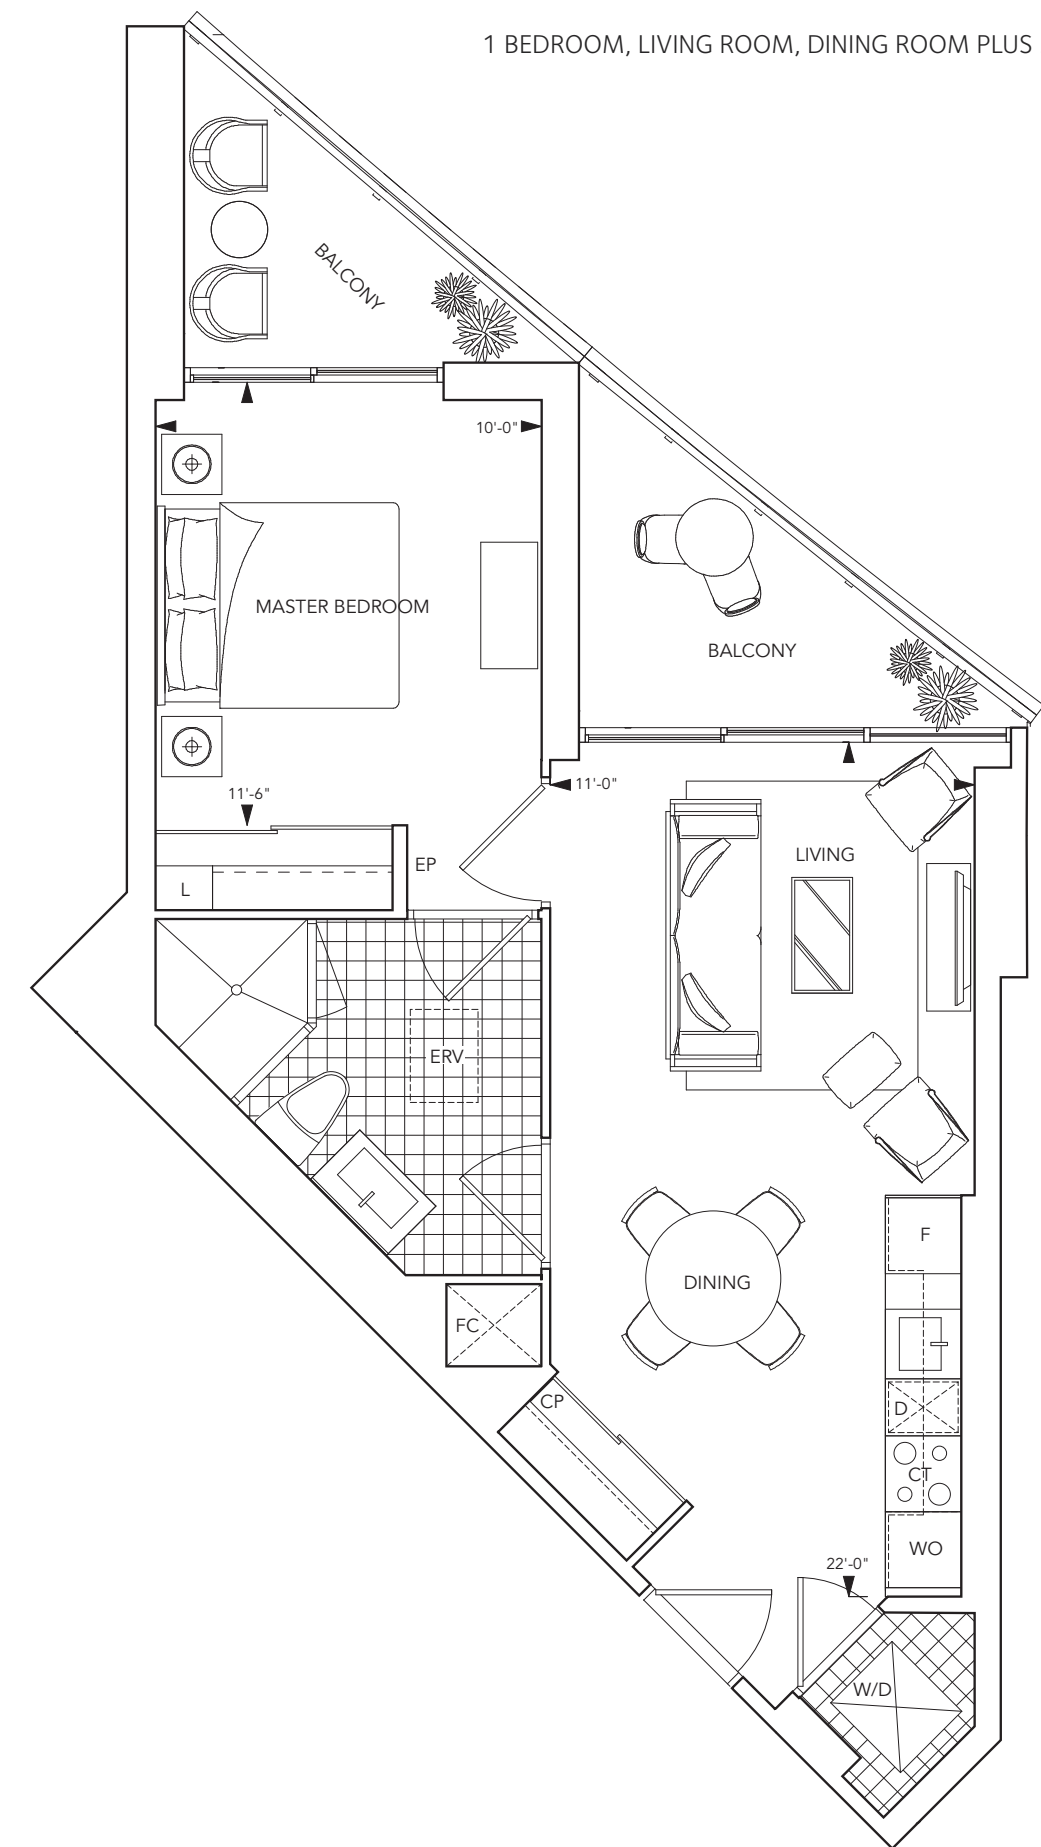 1 BEDROOM, LIVING ROOM, DINING ROOM PLUS
BALCONY
10'-0"
MASTER BEDROOM
BALCONY
11'-6"
11'-0"
LIVING
EP
L
ERV
F
DINING
FC
CP
D
CT
WO
22'-0"
W/D